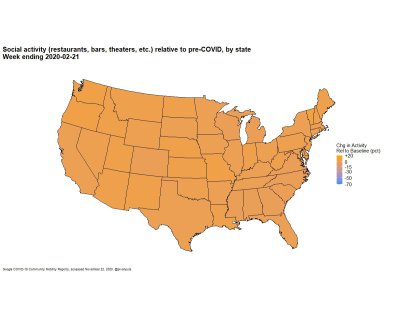 Social activity (restaurants, bars, theaters, etc.) relative to pre-COVID, by state
Week ending 2020-02-21
Chg in Activity
Rel to Baseline (pct)
+20
0
-15
-30
-50
-70
Google COVID-19 Community Mobility Reports, accessed November 22, 2020.